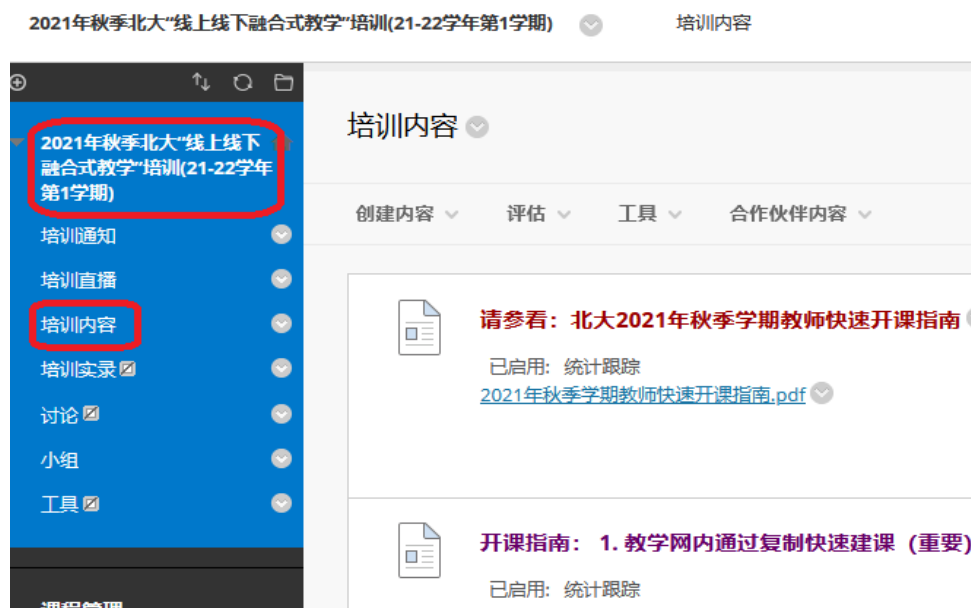 2021年秋季北大“线上线下融合式教学”培训(21-22学年第1学期)
培训内容
2021年秋季北大“线上线下
融合式教学”培训(21-22学年
第1学期)
培训通知
培训直播
培训内容
培训实录
讨论
小组
工具
课程管理
培训内容
创建内容 评估 工具 合作伙伴内容
请参看：北大2021年秋季学期教师快速开课指南
已启用: 统计跟踪
2021年秋季学期教师快速开课指南.pdf
开课指南： 1. 教学网内通过复制快速建课（重要）
已启用: 统计跟踪